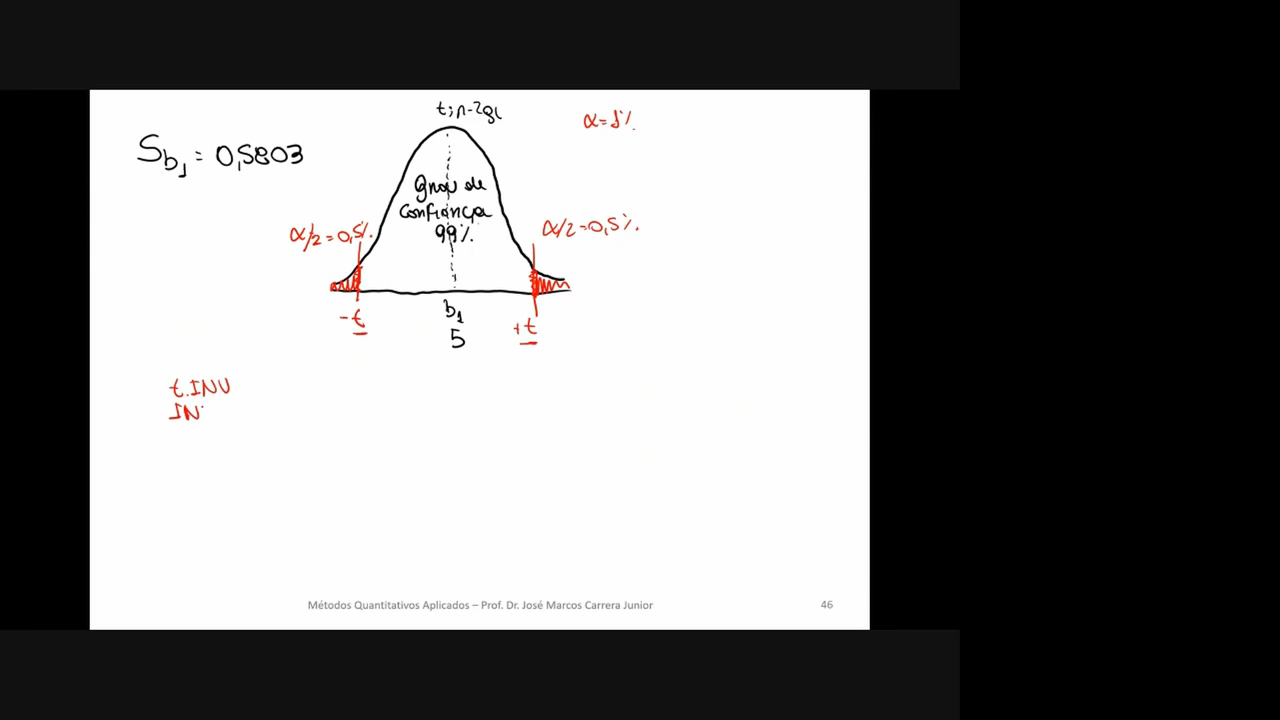 t; n-2gl
α=1%.
Sb1 = 0,5803
Grau de
Confiança
99%.
α/2=0,5%.
α/2=0,5%.
b1
-t
+t
5
t.INV
IN
Métodos Quantitativos Aplicados – Prof. Dr. José Marcos Carrera Junior
46